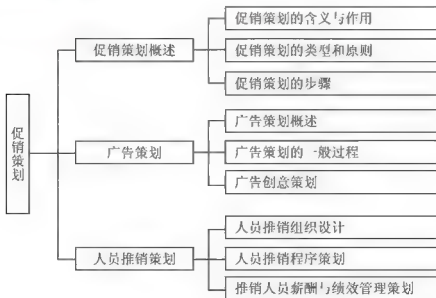 促销策划
促销策划概述
促销策划的含义与作用
促销策划的类型和原则
促销策划的步骤
广告策划
广告策划概述
广告策划的一般过程
广告创意策划
人员推销策划
人员推销组织设计
人员推销程序策划
推销人员薪酬与绩效管理策划